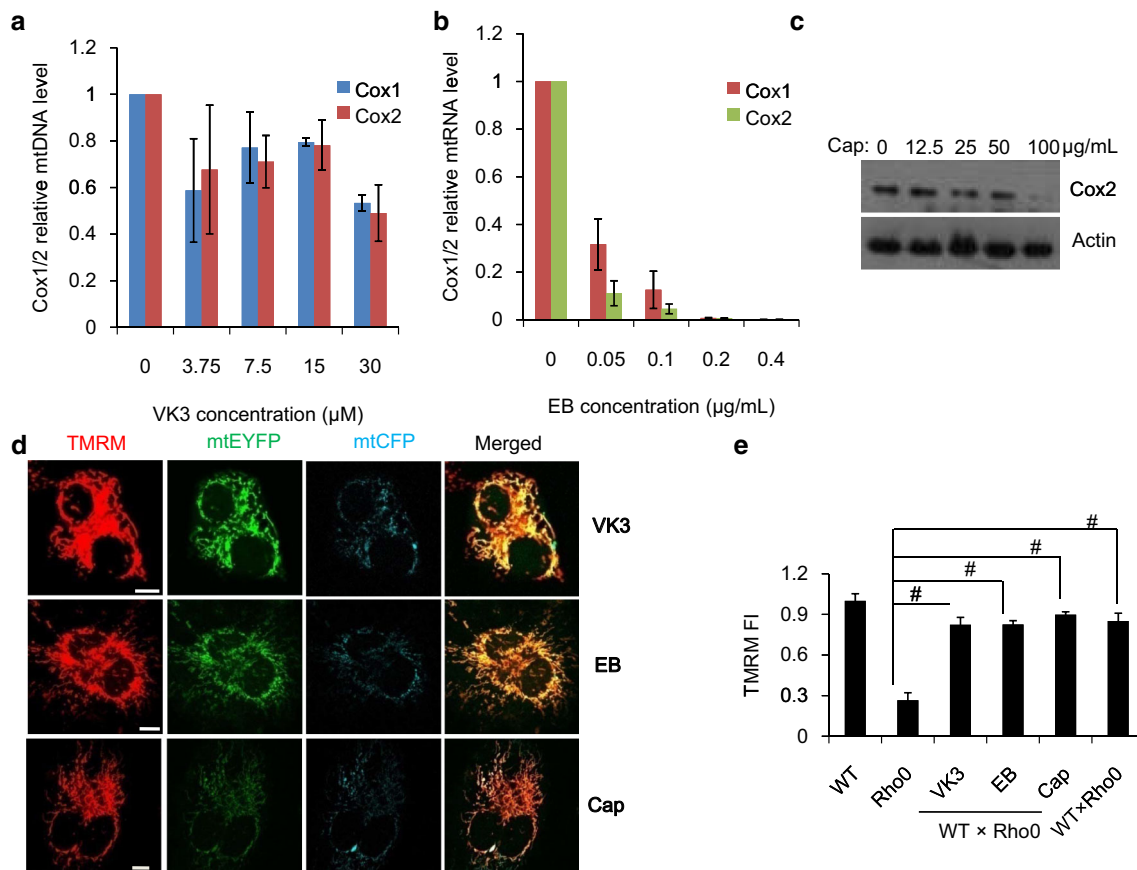 a
1.2
1
0.8
0.6
0.4
0.2
0
Cox1/2 relative mtDNA level
Cox1
Cox2
0 3.75 7.5 15 30
VK3 concentration (µM)
b
1.2
1
0.8
0.6
0.4
0.2
0
Cox1/2 relative mtRNA level
Cox1
Cox2
0 0.05 0.1 0.2 0.4
EB concentration (µg/mL)
c
Cap: 0 12.5 25 50 100 µg/mL
Cox2
Actin
d
TMRM mtEYFP mtCFP Merged
VK3
EB
Cap
e
# # # #
1.2
0.9
0.6
0.3
0
TMRM FI
WT Rho0 VK3 EB Cap WT×Rho0
WT × Rho0